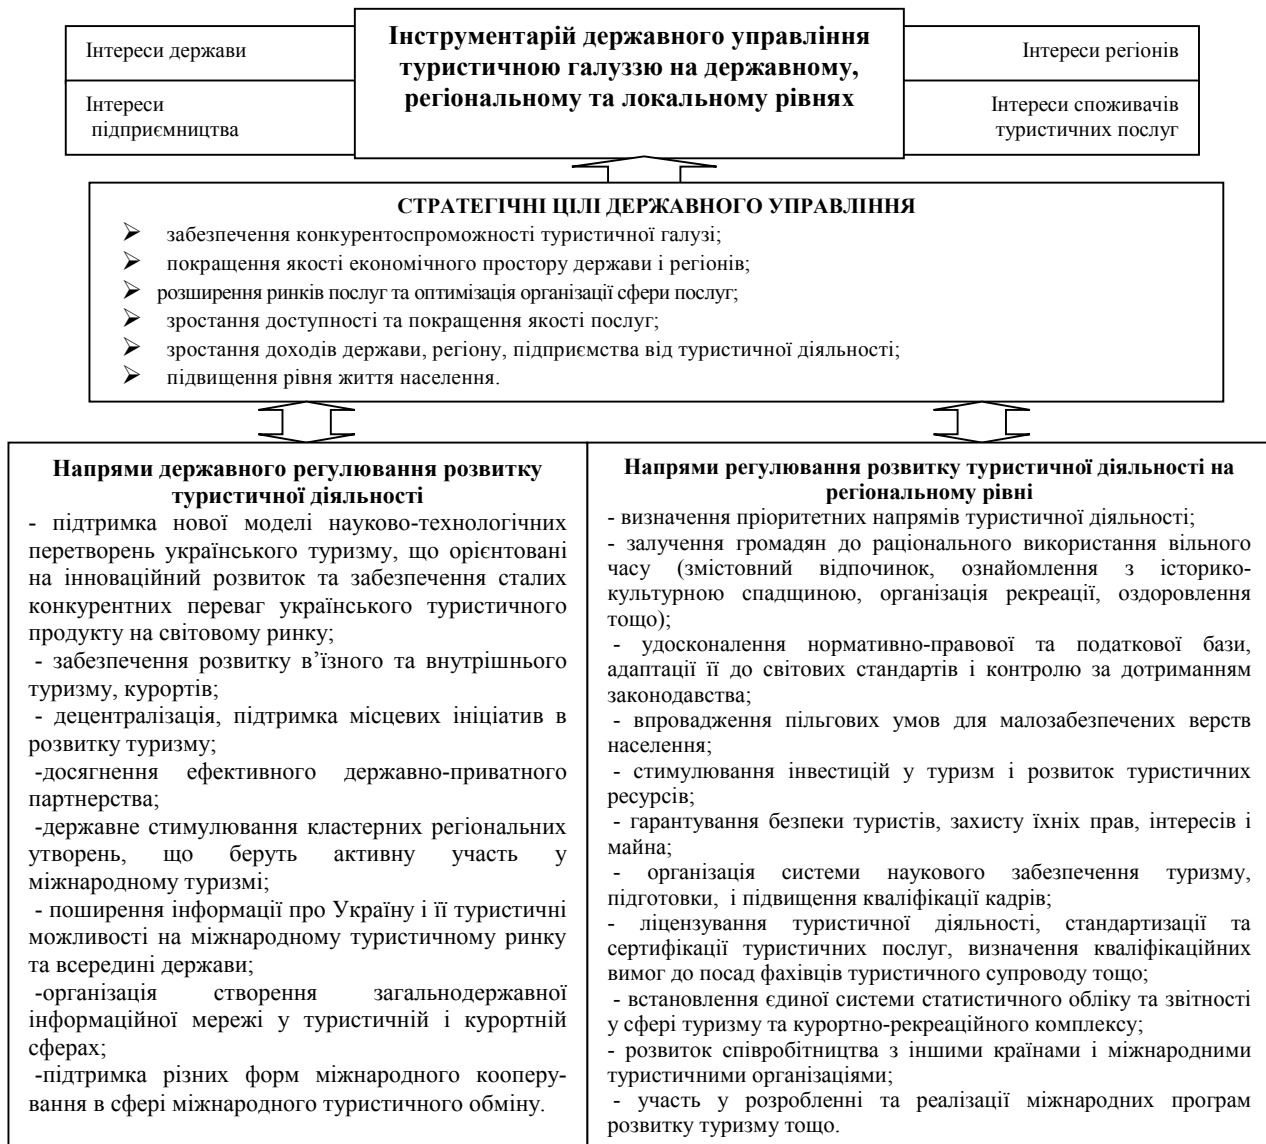 Інтереси держави
Інтереси
підприємництва
Інструментарій державного управління
туристичною галуззю на державному,
регіональному та локальному рівнях
Інтереси регіонів
Інтереси споживачів
туристичних послуг
СТРАТЕГІЧНІ ЦІЛІ ДЕРЖАВНОГО УПРАВЛІННЯ
➢ забезпечення конкурентоспроможності туристичної галузі;
➢ покращення якості економічного простору держави і регіонів;
➢ розширення ринків послуг та оптимізація організації сфери послуг;
➢ зростання доступності та покращення якості послуг;
➢ зростання доходів держави, регіону, підприємства від туристичної діяльності;
➢ підвищення рівня життя населення.
Напрями державного регулювання розвитку
туристичної діяльності
- підтримка нової моделі науково-технологічних
перетворень українського туризму, що орієнтовані
на інноваційний розвиток та забезпечення сталих
конкурентних переваг українського туристичного
продукту на світовому ринку;
- забезпечення розвитку в’їзного та внутрішнього
туризму, курортів;
- децентралізація, підтримка місцевих ініціатив в
розвитку туризму;
-досягнення ефективного державно-приватного
партнерства;
-державне стимулювання кластерних регіональних
утворень, що беруть активну участь у
міжнародному туризмі;
- поширення інформації про Україну і її туристичні
можливості на міжнародному туристичному ринку
та всередині держави;
-організація створення загальнодержавної
інформаційної мережі у туристичній і курортній
сферах;
-підтримка різних форм міжнародного кооперу-
вання в сфері міжнародного туристичного обміну.
Напрями регулювання розвитку туристичної діяльності на
регіональному рівні
- визначення пріоритетних напрямів туристичної діяльності;
- залучення громадян до раціонального використання вільного
часу (змістовний відпочинок, ознайомлення з історико-
культурною спадщиною, організація рекреації, оздоровлення
тощо);
- удосконалення нормативно-правової та податкової бази,
адаптації її до світових стандартів і контролю за дотриманням
законодавства;
- впровадження пільгових умов для малозабезпечених верств
населення;
- стимулювання інвестицій у туризм і розвиток туристичних
ресурсів;
- гарантування безпеки туристів, захисту їхніх прав, інтересів і
майна;
- організація системи наукового забезпечення туризму,
підготовки, і підвищення кваліфікації кадрів;
- ліцензування туристичної діяльності, стандартизації та
сертифікації туристичних послуг, визначення кваліфікаційних
вимог до посад фахівців туристичного супроводу тощо;
- встановлення єдиної системи статистичного обліку та звітності
у сфері туризму та курортно-рекреаційного комплексу;
- розвиток співробітництва з іншими країнами і міжнародними
туристичними організаціями;
- участь у розробленні та реалізації міжнародних програм
розвитку туризму тощо.